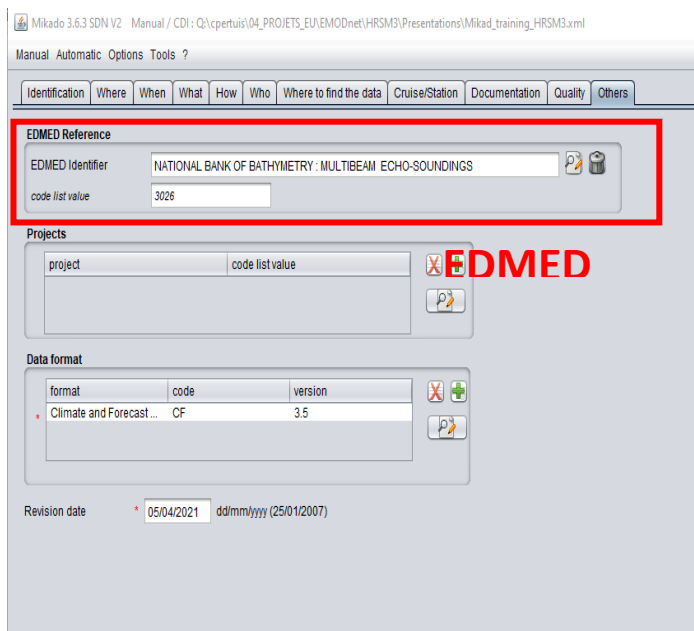 Mikado 3.6.3 SDN V2 Manual / CDI : Q:\cpertuis\04_PROJETS_EU\EMODnet\HRSM3\Presentations\Mikad_training_HRSM3.xml
Manual Automatic Options Tools ?
Identification Where When What How Who Where to find the data Cruise/Station Documentation Quality Others
EDMED Reference
EDMED Identifier NATIONAL BANK OF BATHYMETRY : MULTIBEAM ECHO-SOUNDINGS
code list value 3026
Projects
project code list value
EDMED
Data format
format code version
* Climate and Forecast ... CF 3.5
Revision date * 05/04/2021 dd/mm/yyyy (25/01/2007)